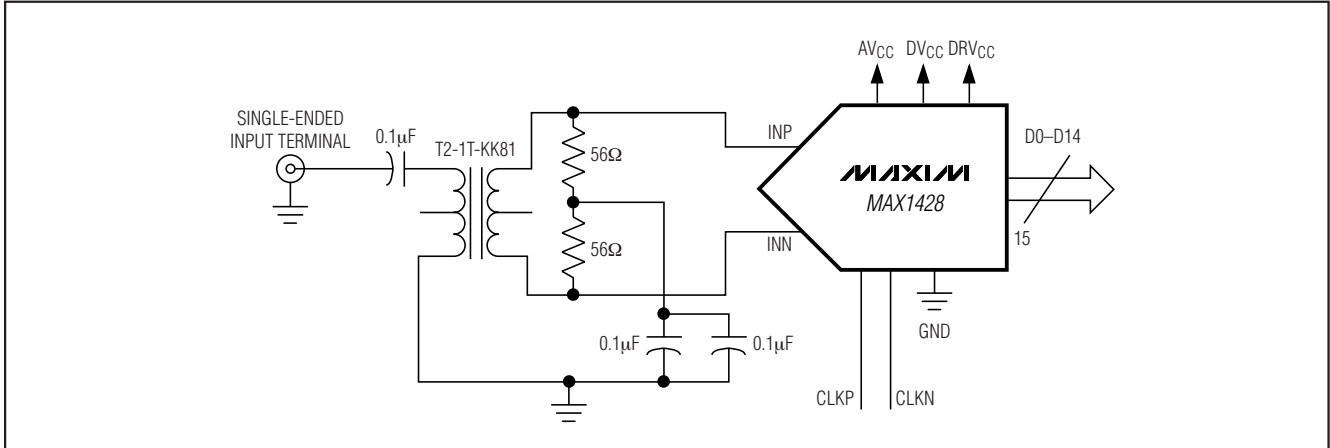 AVCC DVCC DRVCC
SINGLE-ENDED
INPUT TERMINAL
0.1µF
T2-1T-KK81
56Ω
56Ω
INP
INN
MAXIM
MAX1428
D0–D14
15
0.1µF
0.1µF
GND
CLKP
CLKN